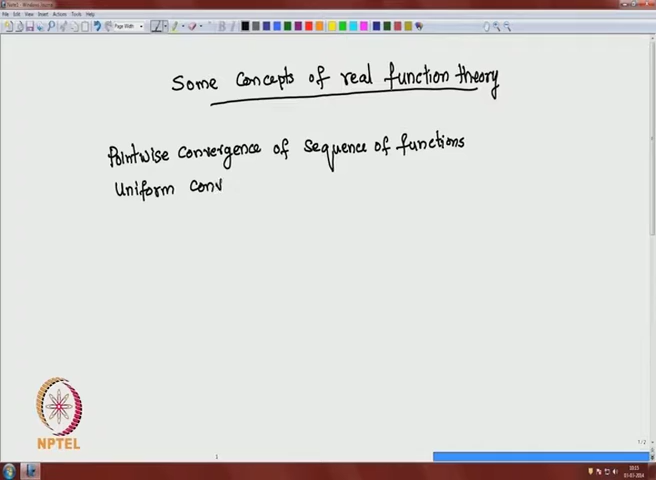 Some concepts of real function theory
Pointwise convergence of sequence of functions
Uniform conv
NPTEL